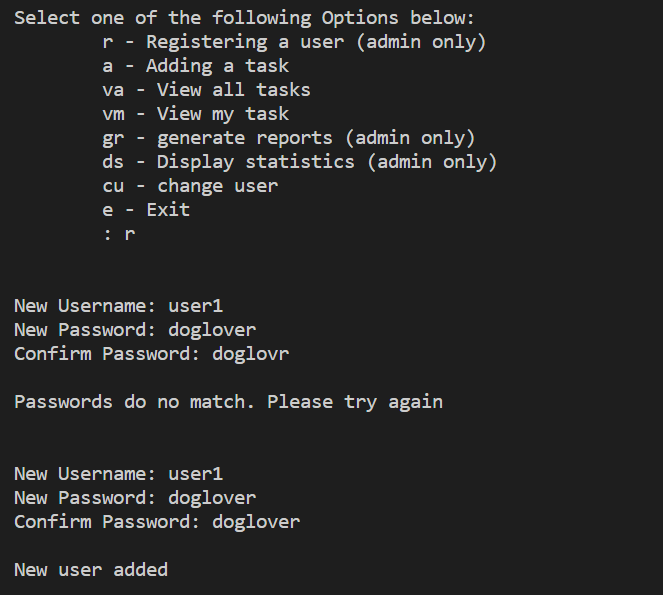 Select one of the following Options below:
r - Registering a user (admin only)
a - Adding a task
va - View all tasks
vm - View my task
gr - generate reports (admin only)
ds - Display statistics (admin only)
cu - change user
e - Exit
: r
New Username: user1
New Password: doglover
Confirm Password: doglovr
Passwords do no match. Please try again
New Username: user1
New Password: doglover
Confirm Password: doglover
New user added